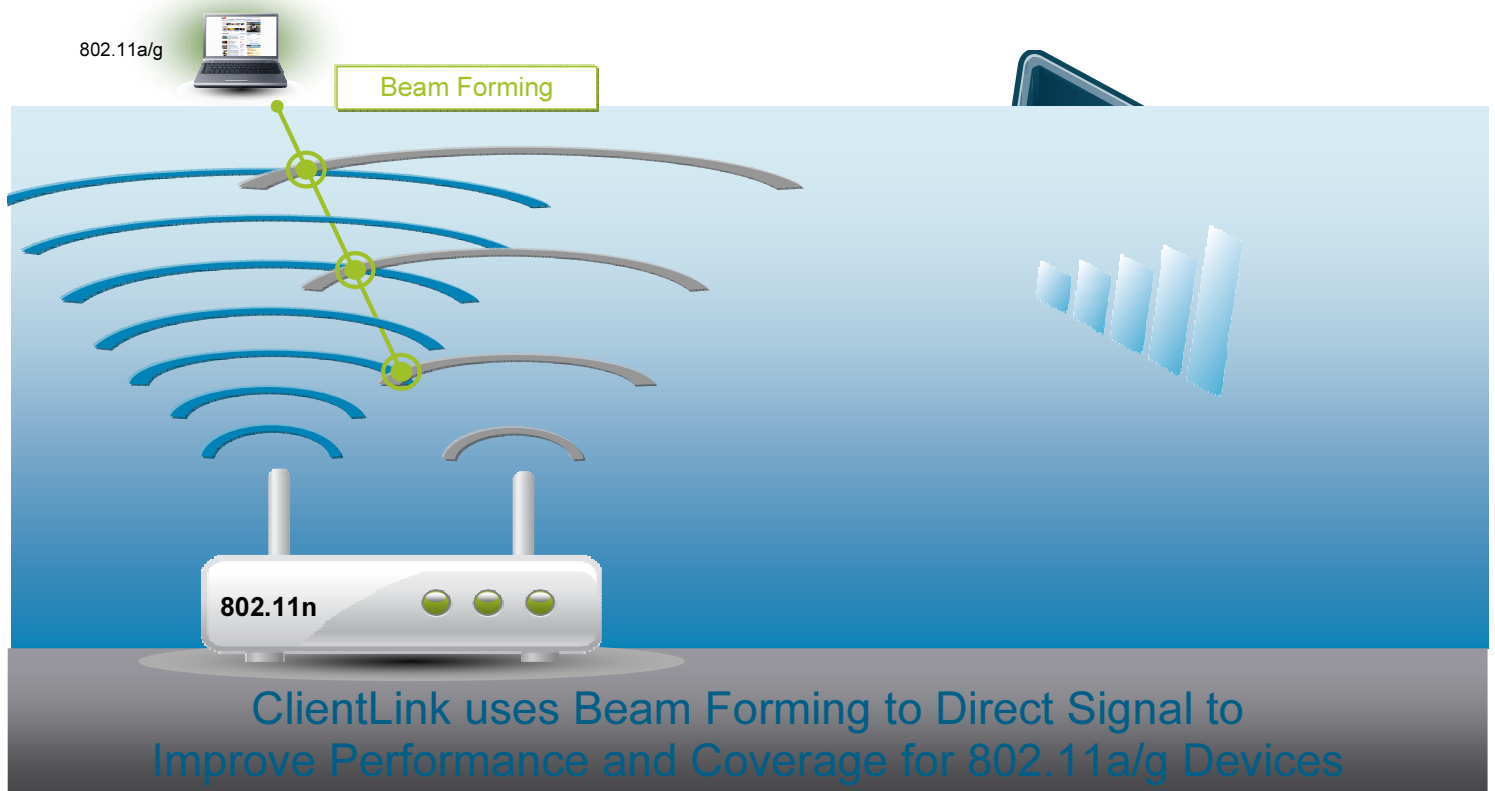 802.11a/g
Beam Forming
802.11n
ClientLink uses Beam Forming to Direct Signal to
Improve Performance and Coverage for 802.11a/g Devices